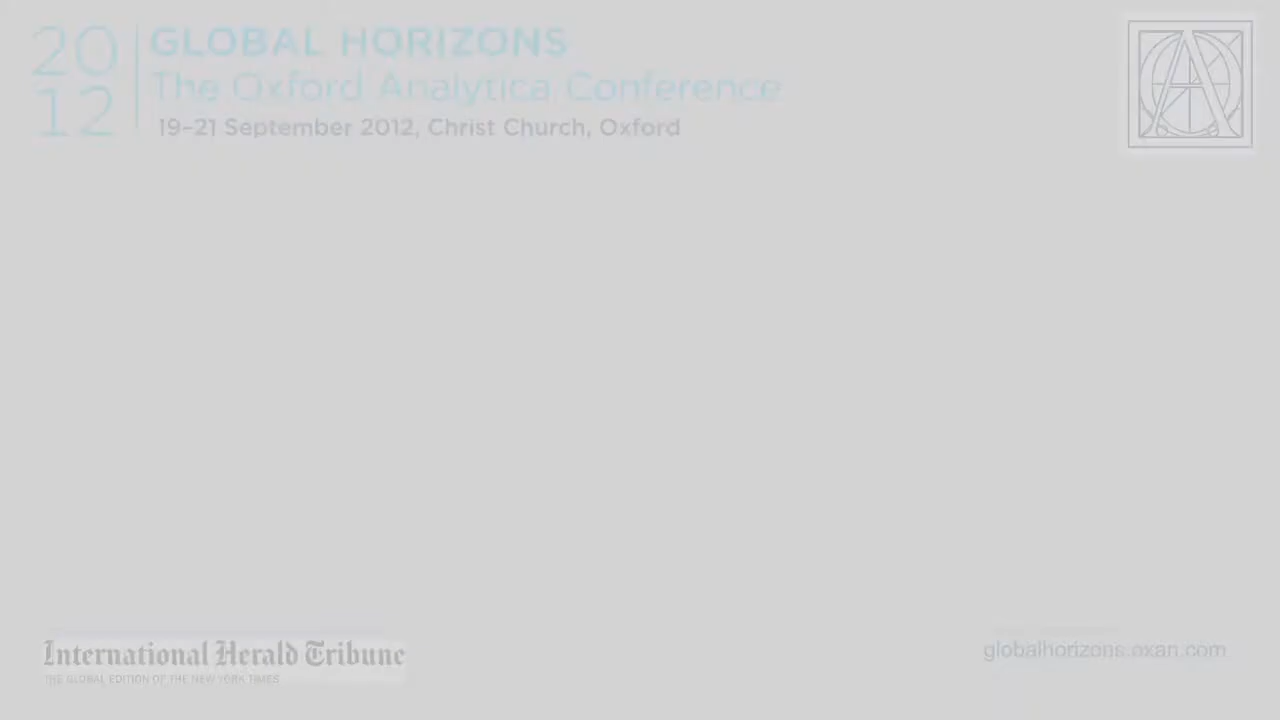 20
12
GLOBAL HORIZONS
The Oxford Analytica Conference
19–21 September 2012, Christ Church, Oxford
International Herald Tribune
THE GLOBAL EDITION OF THE NEW YORK TIMES
globalhorizons.oxan.com